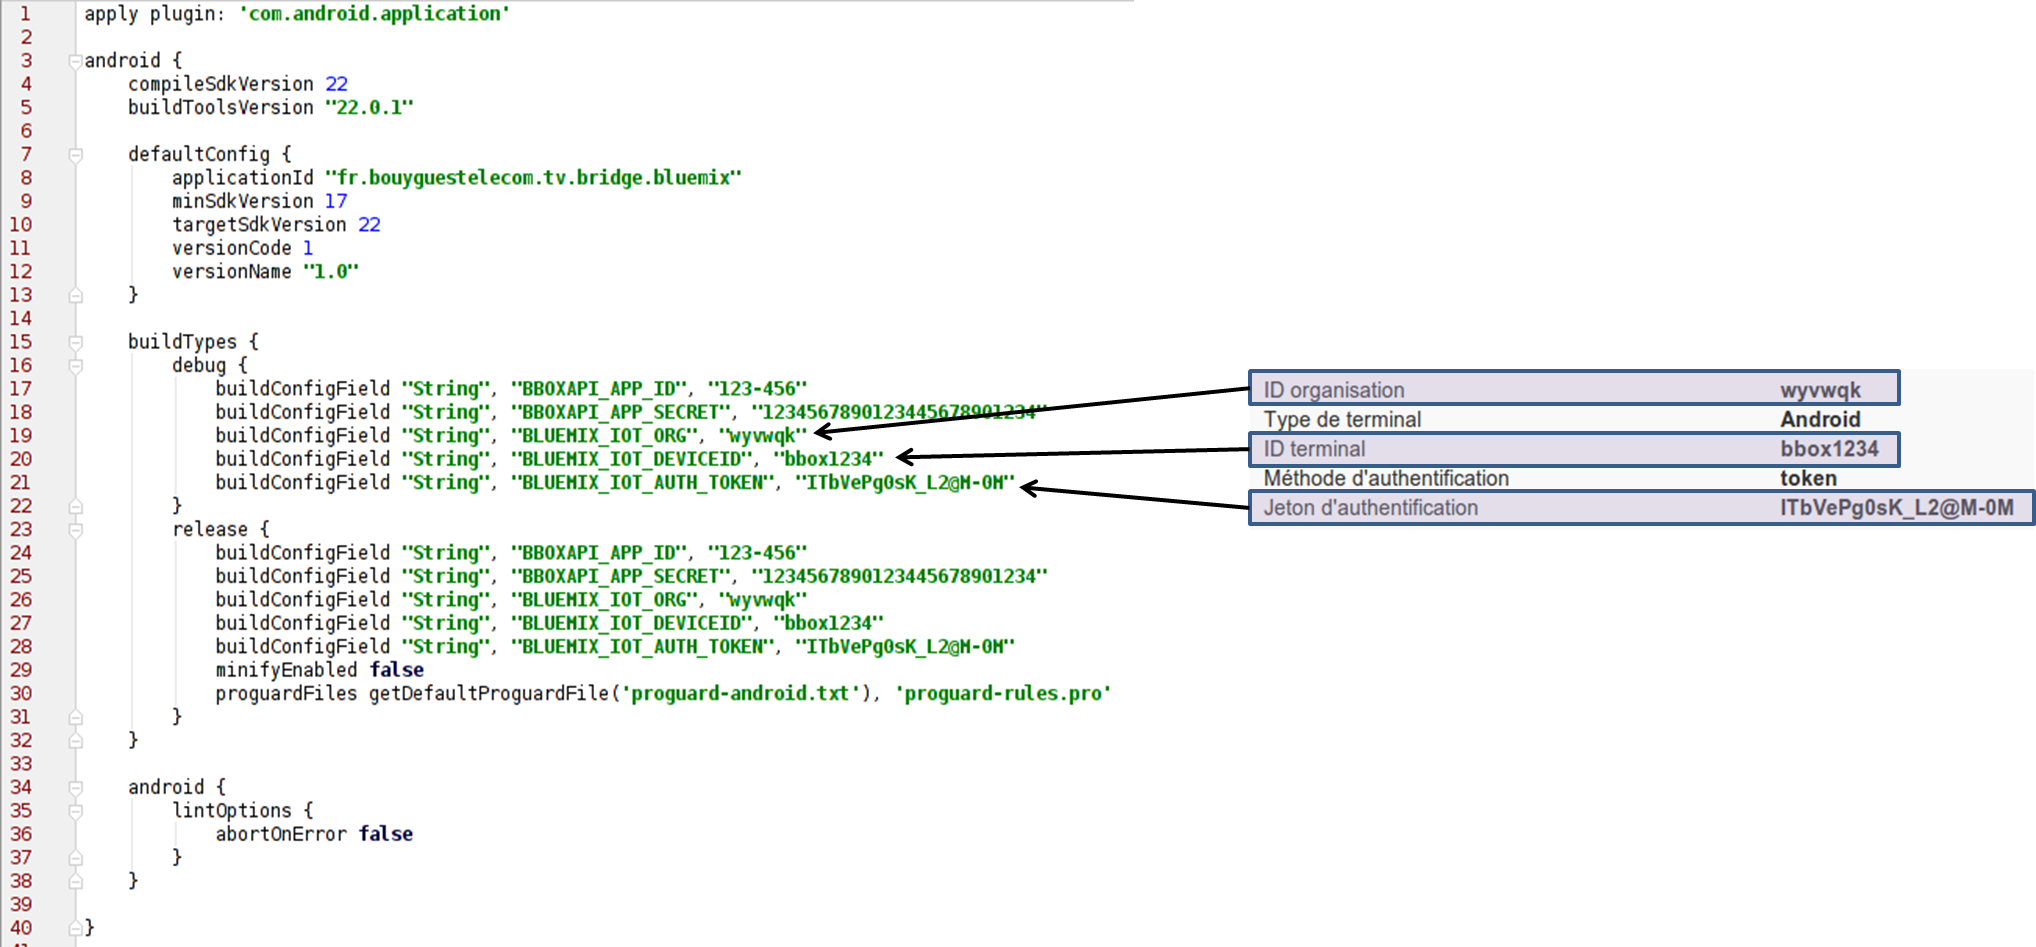 1 apply plugin: 'com.android.application'
2
3 android {
4 compileSdkVersion 22
5 buildToolsVersion "22.0.1"
6
7 defaultConfig {
8 applicationId "fr.bouyguestelecom.tv.bridge.bluemix"
9 minSdkVersion 17
10 targetSdkVersion 22
11 versionCode 1
12 versionName "1.0"
13 }
14
15 buildTypes {
16 debug {
17 buildConfigField "String", "BBOXAPI_APP_ID", "123-456"
18 buildConfigField "String", "BBOXAPI_APP_SECRET", "1234567890123445678901234"
19 buildConfigField "String", "BLUEMIX_IOT_ORG", "wyvwqk"
20 buildConfigField "String", "BLUEMIX_IOT_DEVICEID", "bbox1234"
21 buildConfigField "String", "BLUEMIX_IOT_AUTH_TOKEN", "ITbVePg0sK_L2@M-0M"
22 }
23 release {
24 buildConfigField "String", "BBOXAPI_APP_ID", "123-456"
25 buildConfigField "String", "BBOXAPI_APP_SECRET", "1234567890123445678901234"
26 buildConfigField "String", "BLUEMIX_IOT_ORG", "wyvwqk"
27 buildConfigField "String", "BLUEMIX_IOT_DEVICEID", "bbox1234"
28 buildConfigField "String", "BLUEMIX_IOT_AUTH_TOKEN", "ITbVePg0sK_L2@M-0M"
29 minifyEnabled false
30 proguardFiles getDefaultProguardFile('proguard-android.txt'), 'proguard-rules.pro'
31 }
32 }
33
34 android {
35 lintOptions {
36 abortOnError false
37 }
38 }
39
40 }
ID organisation wyvwqk
Type de terminal Android
ID terminal bbox1234
Méthode d'authentification token
Jeton d'authentification ITbVePg0sK_L2@M-0M